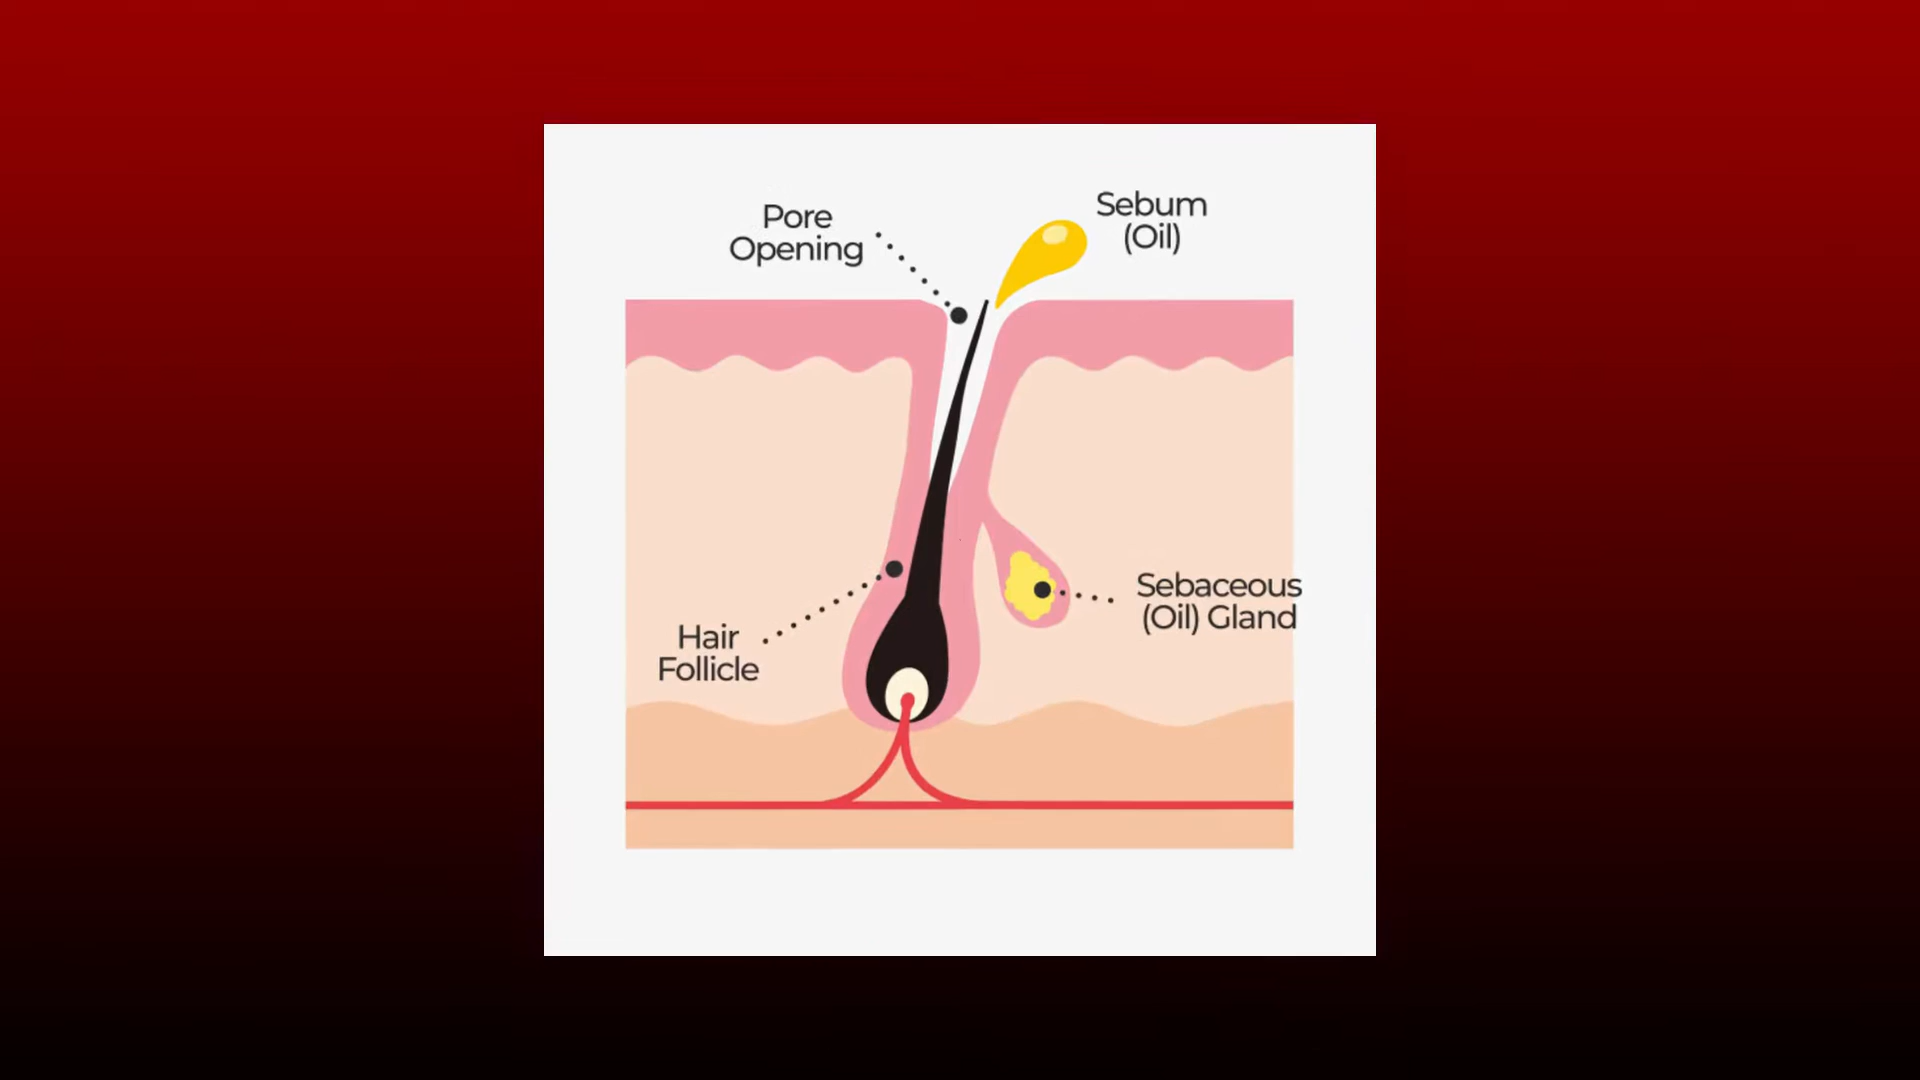 Pore
Opening
Sebum
(Oil)
Sebaceous
(Oil) Gland
Hair
Follicle